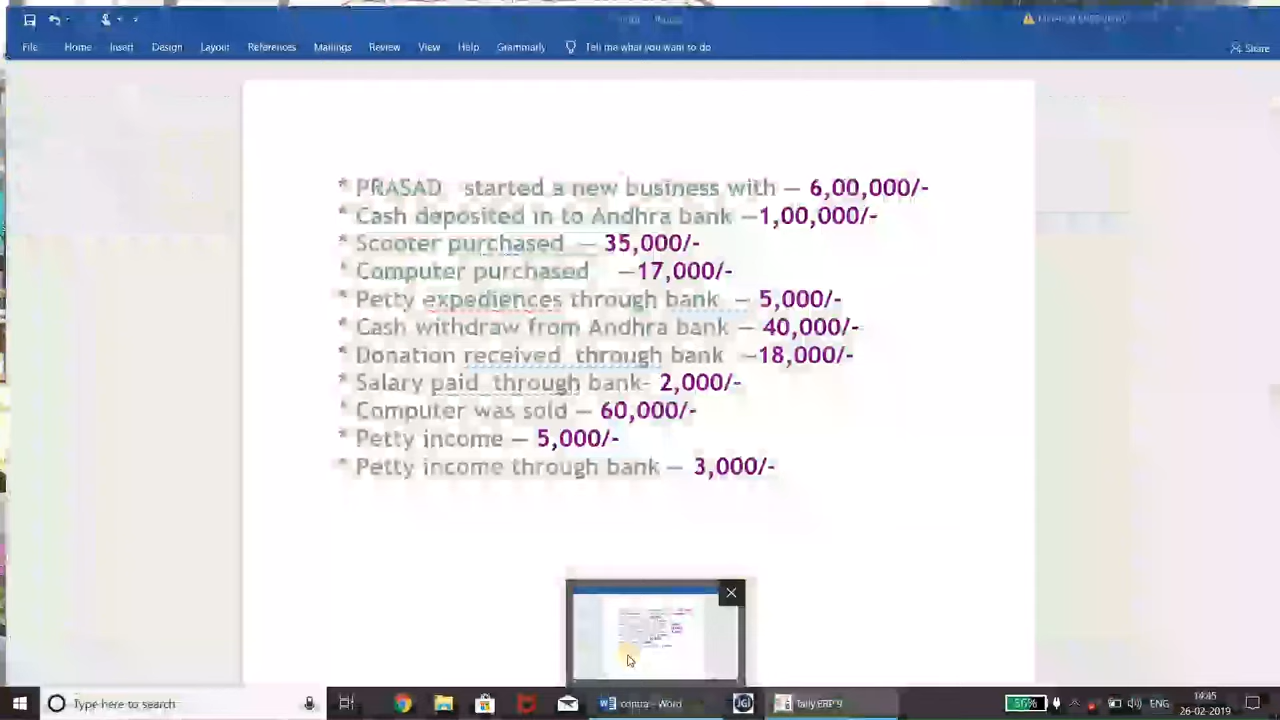 File Home Insert Design Layout References Mailings Review View Help Grammarly Tell me what you want to do Share
* PRASAD started a new business with – 6,00,000/-
* Cash deposited in to Andhra bank –1,00,000/-
* Scooter purchased – 35,000/-
* Computer purchased –17,000/-
* Petty expediences through bank – 5,000/-
* Cash withdraw from Andhra bank – 40,000/-
* Donation received through bank –18,000/-
* Salary paid through bank- 2,000/-
* Computer was sold – 60,000/-
* Petty income – 5,000/-
* Petty income through bank – 3,000/-
Type here to search
contra - Word
JGI
Tally.ERP 9
56%
ENG
14:45
26-02-2019